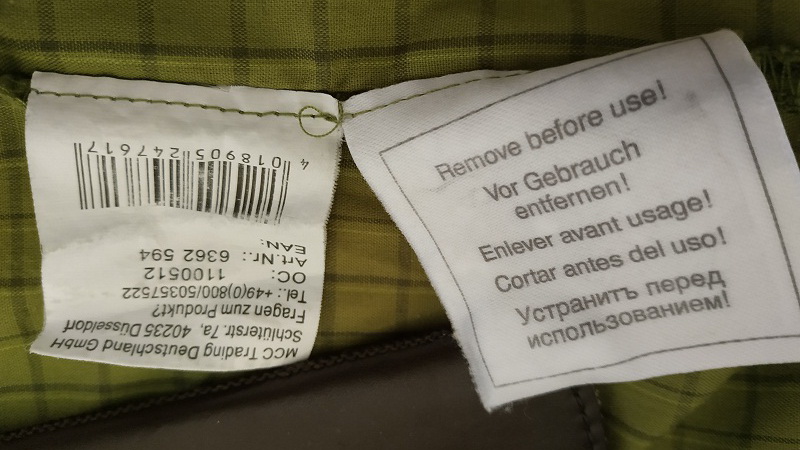 MCC Trading Deutschland GmbH
Schlüterstr. 7a, 40235 Düsseldorf
Fragen zum Produkt?
Tel.: +49(0)800/50357522
OC: 1100512
Art.Nr.: 6362 594
EAN:
4 018905 247617
Remove before use!
Vor Gebrauch
entfernen!
Enlever avant usage!
Cortar antes del uso!
Устранить перед
использованием!